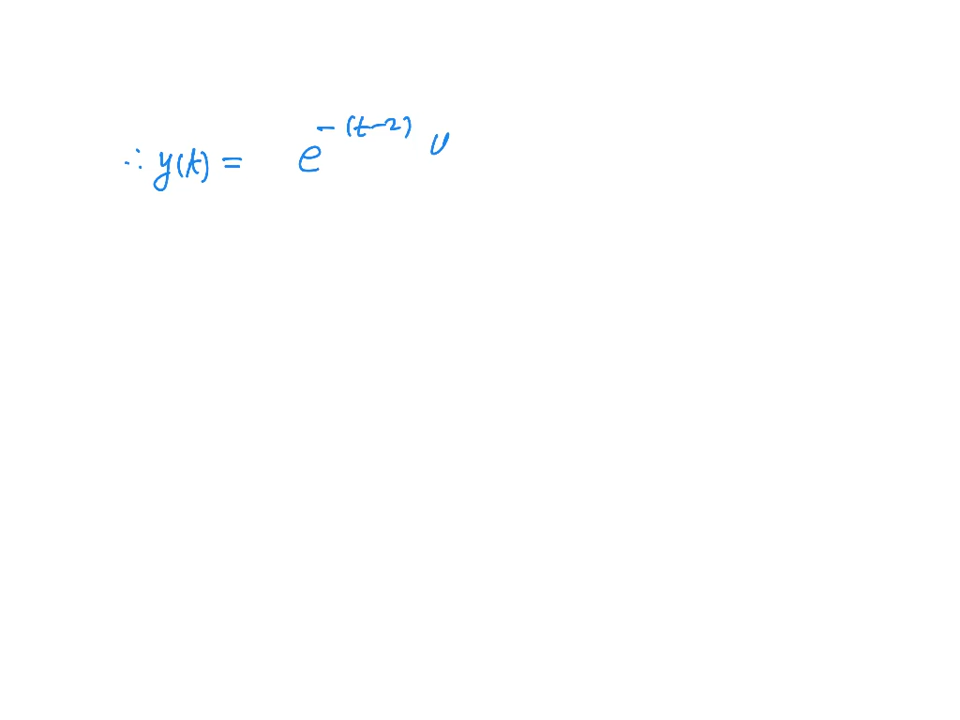 ∴ y(t) = e^{-(t-2)} u